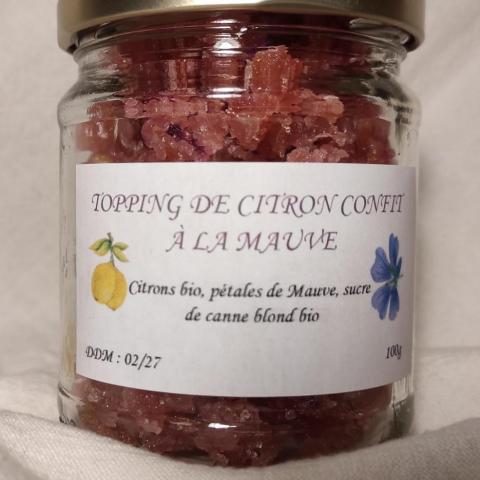 TOPPING DE CITRON CONFIT
À LA MAUVE
Citrons bio, pétales de Mauve, sucre
de canne blond bio
DDM : 02/27
100g